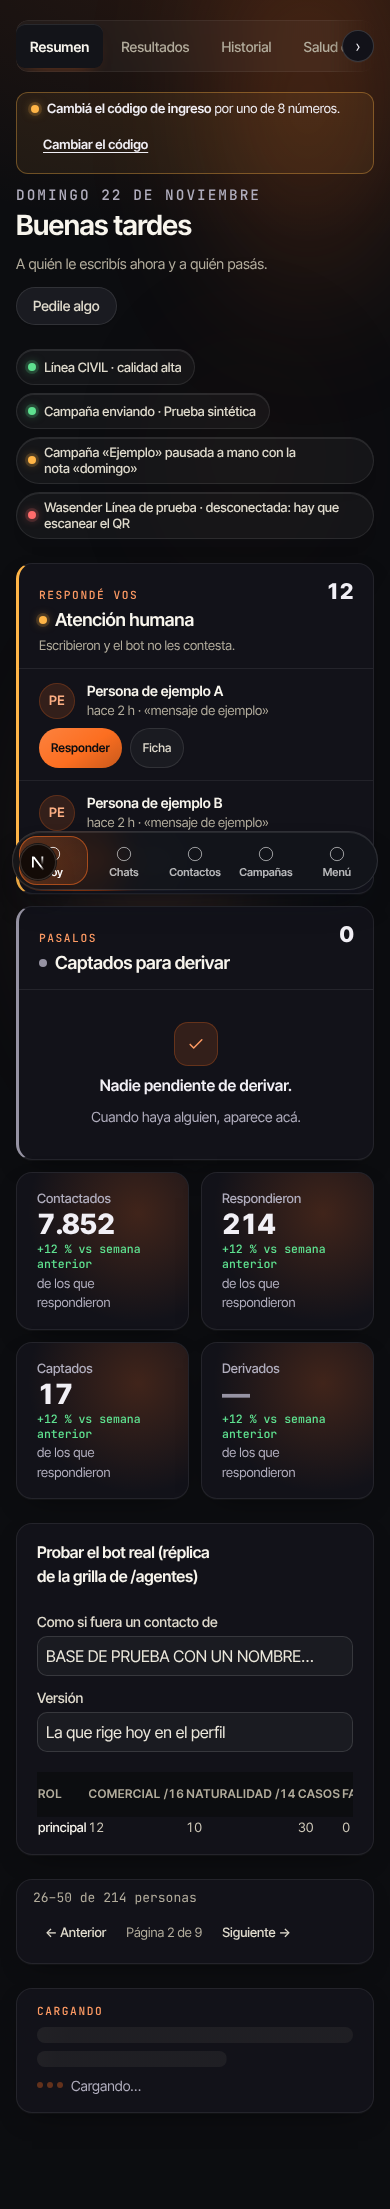 Resumen Resultados Historial Salud ›
Cambiá el código de ingreso por uno de 8 números.
Cambiar el código
DOMINGO 22 DE NOVIEMBRE
Buenas tardes
A quién le escribís ahora y a quién pasás.
Pedile algo
Línea CIVIL · calidad alta
Campaña enviando · Prueba sintética
Campaña «Ejemplo» pausada a mano con la
nota «domingo»
Wasender Línea de prueba · desconectada: hay que
escanear el QR
RESPONDÉ VOS 12
Atención humana
Escribieron y el bot no les contesta.
PE Persona de ejemplo A
hace 2 h · «mensaje de ejemplo»
Responder Ficha
PE Persona de ejemplo B
hace 2 h · «mensaje de ejemplo»
N oy Chats Contactos Campañas Menú
PASALOS 0
Captados para derivar
Nadie pendiente de derivar.
Cuando haya alguien, aparece acá.
Contactados Respondieron
7.852 214
+12 % vs semana +12 % vs semana
anterior anterior
de los que de los que
respondieron respondieron
Captados Derivados
17 —
+12 % vs semana +12 % vs semana
anterior anterior
de los que de los que
respondieron respondieron
Probar el bot real (réplica
de la grilla de /agentes)
Como si fuera un contacto de
BASE DE PRUEBA CON UN NOMBRE...
Versión
La que rige hoy en el perfil
ROL COMERCIAL /16 NATURALIDAD /14 CASOS FA
principal 12 10 30 0
26–50 de 214 personas
← Anterior Página 2 de 9 Siguiente →
CARGANDO
Cargando...